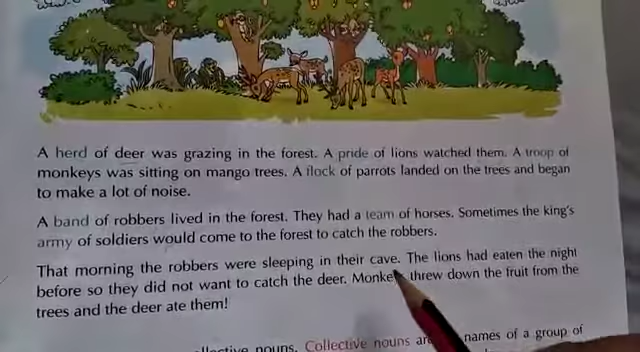 A herd of deer was grazing in the forest. A pride of lions watched them. A troop of
monkeys was sitting on mango trees. A flock of parrots landed on the trees and began
to make a lot of noise.
A band of robbers lived in the forest. They had a team of horses. Sometimes the king's
army of soldiers would come to the forest to catch the robbers.
That morning the robbers were sleeping in their cave. The lions had eaten the night
before so they did not want to catch the deer. Monkeys threw down the fruit from the
trees and the deer ate them!
nouns. Collective nouns are names of a group of